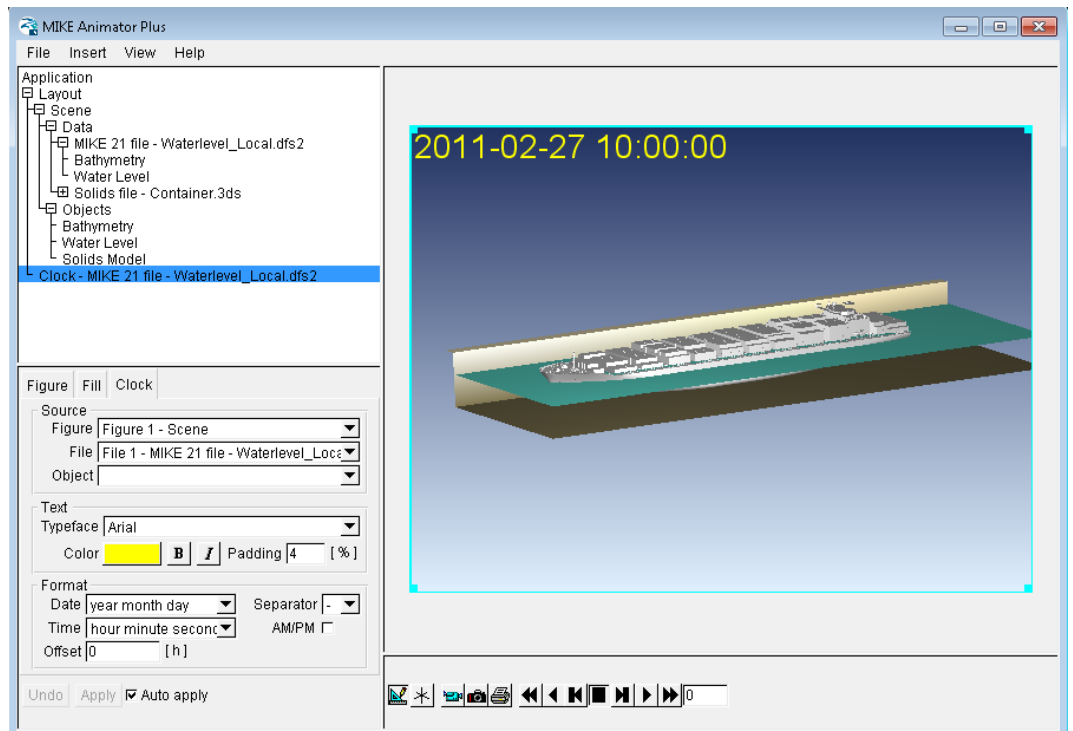 MIKE Animator Plus
File Insert View Help
Application
Layout
Scene
Data
MIKE 21 file - Waterlevel_Local.dfs2
Bathymetry
Water Level
Solids file - Container.3ds
Objects
Bathymetry
Water Level
Solids Model
Clock - MIKE 21 file - Waterlevel_Local.dfs2
2011-02-27 10:00:00
Figure Fill Clock
Source
Figure Figure 1 - Scene
File File 1 - MIKE 21 file - Waterlevel_Loca
Object
Text
Typeface Arial
Color B I Padding 4 [ % ]
Format
Date year month day Separator -
Time hour minute second AM/PM
Offset 0 [ h ]
Undo Apply Auto apply
0